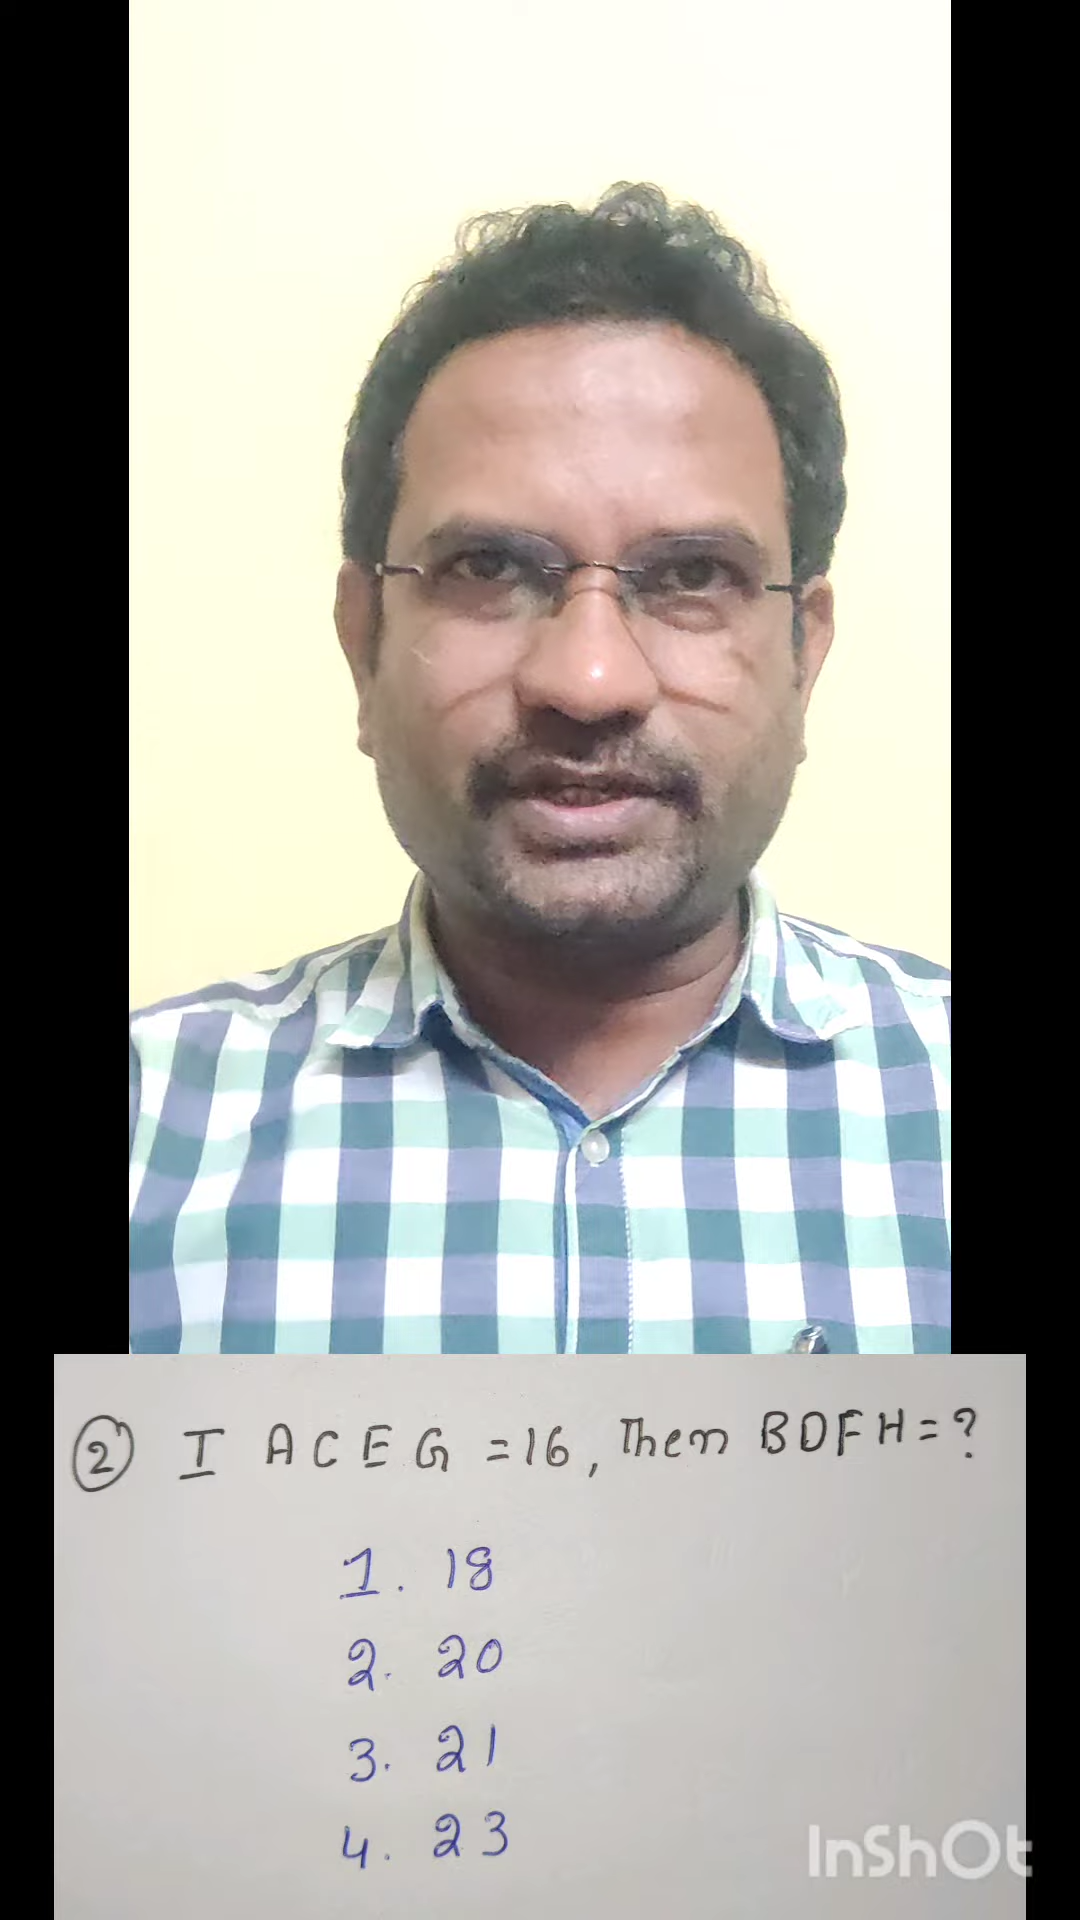 ② I ACEG = 16, Then BDFH = ?
1. 18
2. 20
3. 21
4. 23
InShOt